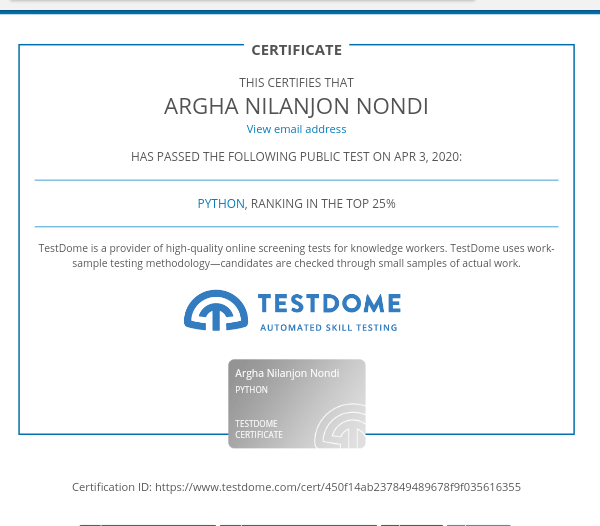 CERTIFICATE
THIS CERTIFIES THAT
ARGHA NILANJON NONDI
View email address
HAS PASSED THE FOLLOWING PUBLIC TEST ON APR 3, 2020:
PYTHON, RANKING IN THE TOP 25%
TestDome is a provider of high-quality online screening tests for knowledge workers. TestDome uses work-
sample testing methodology—candidates are checked through small samples of actual work.
TESTDOME
AUTOMATED SKILL TESTING
Argha Nilanjon Nondi
PYTHON
TESTDOME
CERTIFICATE
Certification ID: https://www.testdome.com/cert/450f14ab237849489678f9f035616355